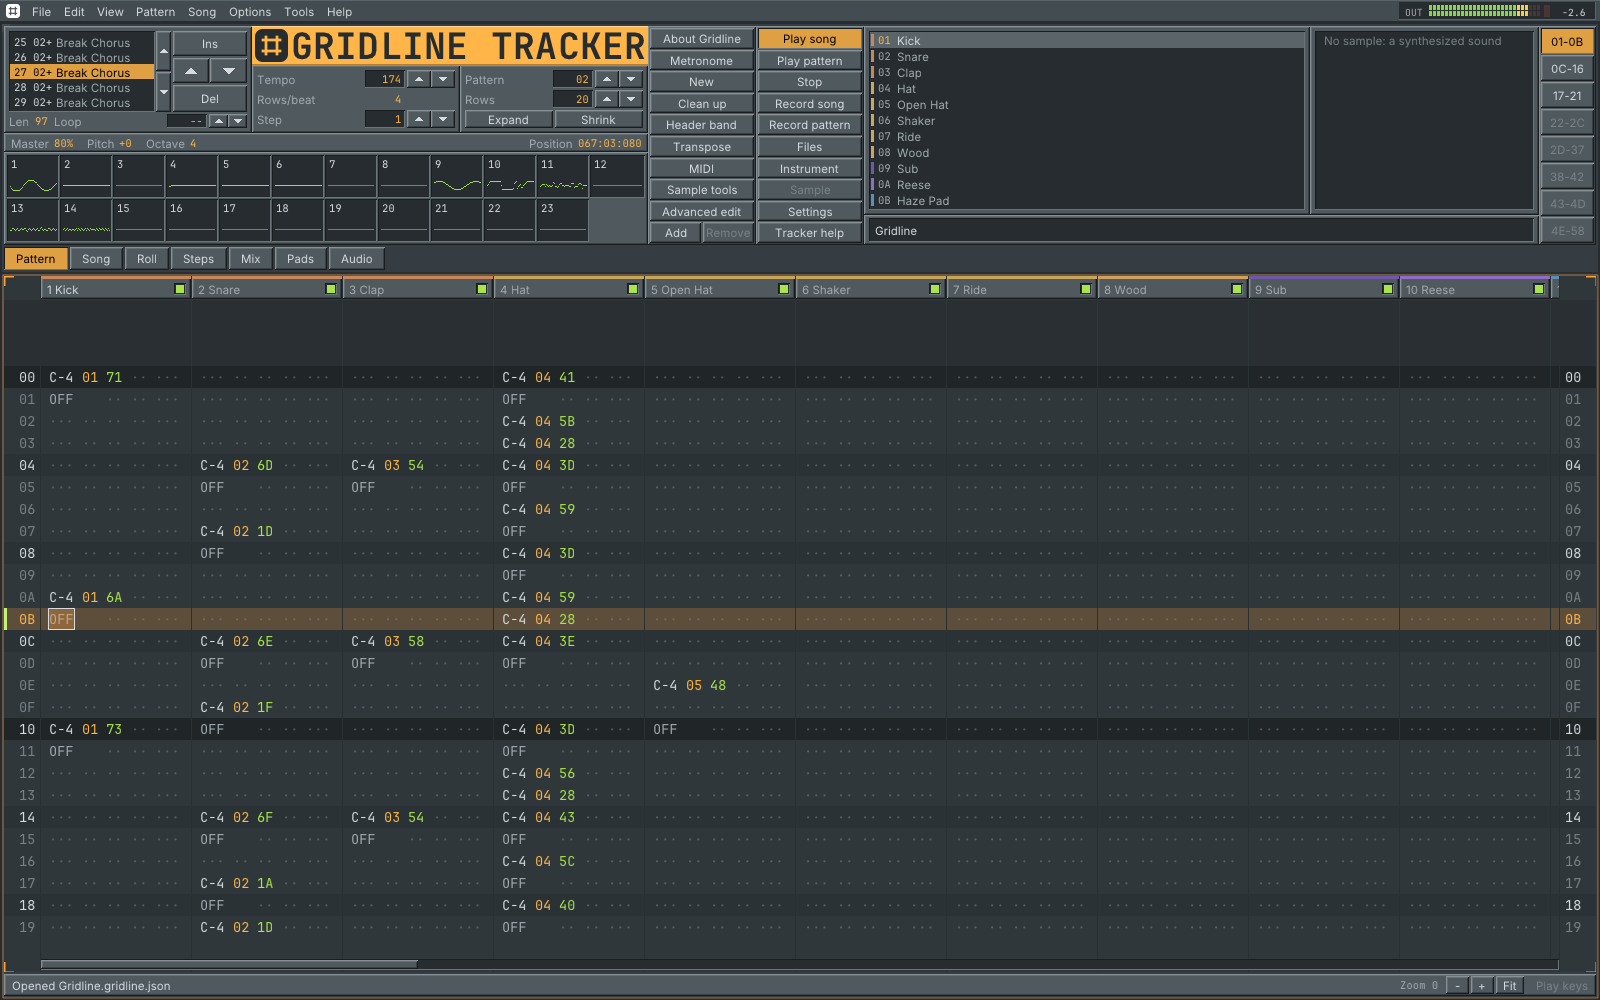 File Edit View Pattern Song Options Tools Help OUT -2.6
25 02+ Break Chorus
26 02+ Break Chorus
27 02+ Break Chorus
28 02+ Break Chorus
29 02+ Break Chorus
Len 97 Loop --
Ins
Del
GRIDLINE TRACKER
Tempo 174
Rows/beat 4
Step 1
Pattern 02
Rows 20
Expand Shrink
Master 80% Pitch +0 Octave 4 Position 067:03:080
1 2 3 4 5 6 7 8 9 10 11 12
13 14 15 16 17 18 19 20 21 22 23
About Gridline Play song
Metronome Play pattern
New Stop
Clean up Record song
Header band Record pattern
Transpose Files
MIDI Instrument
Sample tools Sample
Advanced edit Settings
Add Remove Tracker help
01 Kick
02 Snare
03 Clap
04 Hat
05 Open Hat
06 Shaker
07 Ride
08 Wood
09 Sub
0A Reese
0B Haze Pad
Gridline
No sample: a synthesized sound
01-0B
0C-16
17-21
22-2C
2D-37
38-42
43-4D
4E-58
Pattern Song Roll Steps Mix Pads Audio
1 Kick 2 Snare 3 Clap 4 Hat 5 Open Hat 6 Shaker 7 Ride 8 Wood 9 Sub 10 Reese
00 C-4 01 71 C-4 04 41 00
01 OFF OFF 01
02 C-4 04 5B 02
03 C-4 04 28 03
04 C-4 02 6D C-4 03 54 C-4 04 3D 04
05 OFF OFF OFF 05
06 C-4 04 59 06
07 C-4 02 1D OFF 07
08 OFF C-4 04 3D 08
09 OFF 09
0A C-4 01 6A C-4 04 59 0A
0B OFF C-4 04 28 0B
0C C-4 02 6E C-4 03 58 C-4 04 3E 0C
0D OFF OFF OFF 0D
0E C-4 05 48 0E
0F C-4 02 1F 0F
10 C-4 01 73 OFF C-4 04 3D OFF 10
11 OFF OFF 11
12 C-4 04 56 12
13 C-4 04 28 13
14 C-4 02 6F C-4 03 54 C-4 04 43 14
15 OFF OFF OFF 15
16 C-4 04 5C 16
17 C-4 02 1A OFF 17
18 OFF C-4 04 40 18
19 C-4 02 1D OFF 19
Opened Gridline.gridline.json Zoom 0 - + Fit Play keys